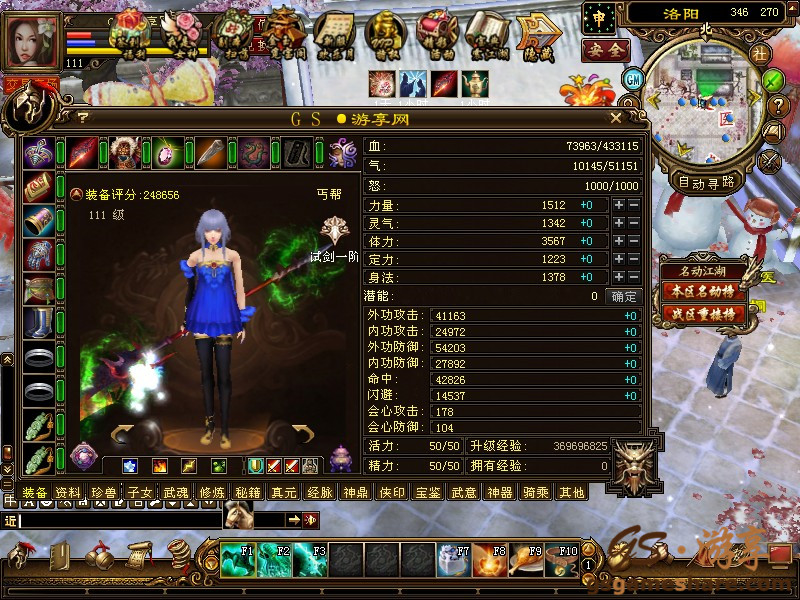 洛阳 346 270
北
申
安全
隐藏
社
GM
?
111
自动寻路
GS●游享网
?
装备评分:248656
111 级
丐帮
试剑一阶
血: 73963/433115
气: 10145/51151
怒: 1000/1000
力量: 1512 +0
灵气: 1342 +0
体力: 3567 +0
定力: 1223 +0
身法: 1378 +0
潜能: 0 确定
外功攻击: 41163 +0
内功攻击: 24972 +0
外功防御: 54203 +0
内功防御: 27892 +0
命中: 42826 +0
闪避: 14537 +0
会心攻击: 178
会心防御: 104
活力: 50/50 升级经验: 369696825
精力: 50/50 拥有经验: 0
名动江湖
本区名动榜
战区重楼榜
装备 资料 珍兽 子女 武魂 修炼 秘籍 真元 经脉 神鼎 侠印 宝鉴 武意 神器 骑乘 其他
近
F1 F2 F3 F7 F8 F9 F10
1
GS·游享